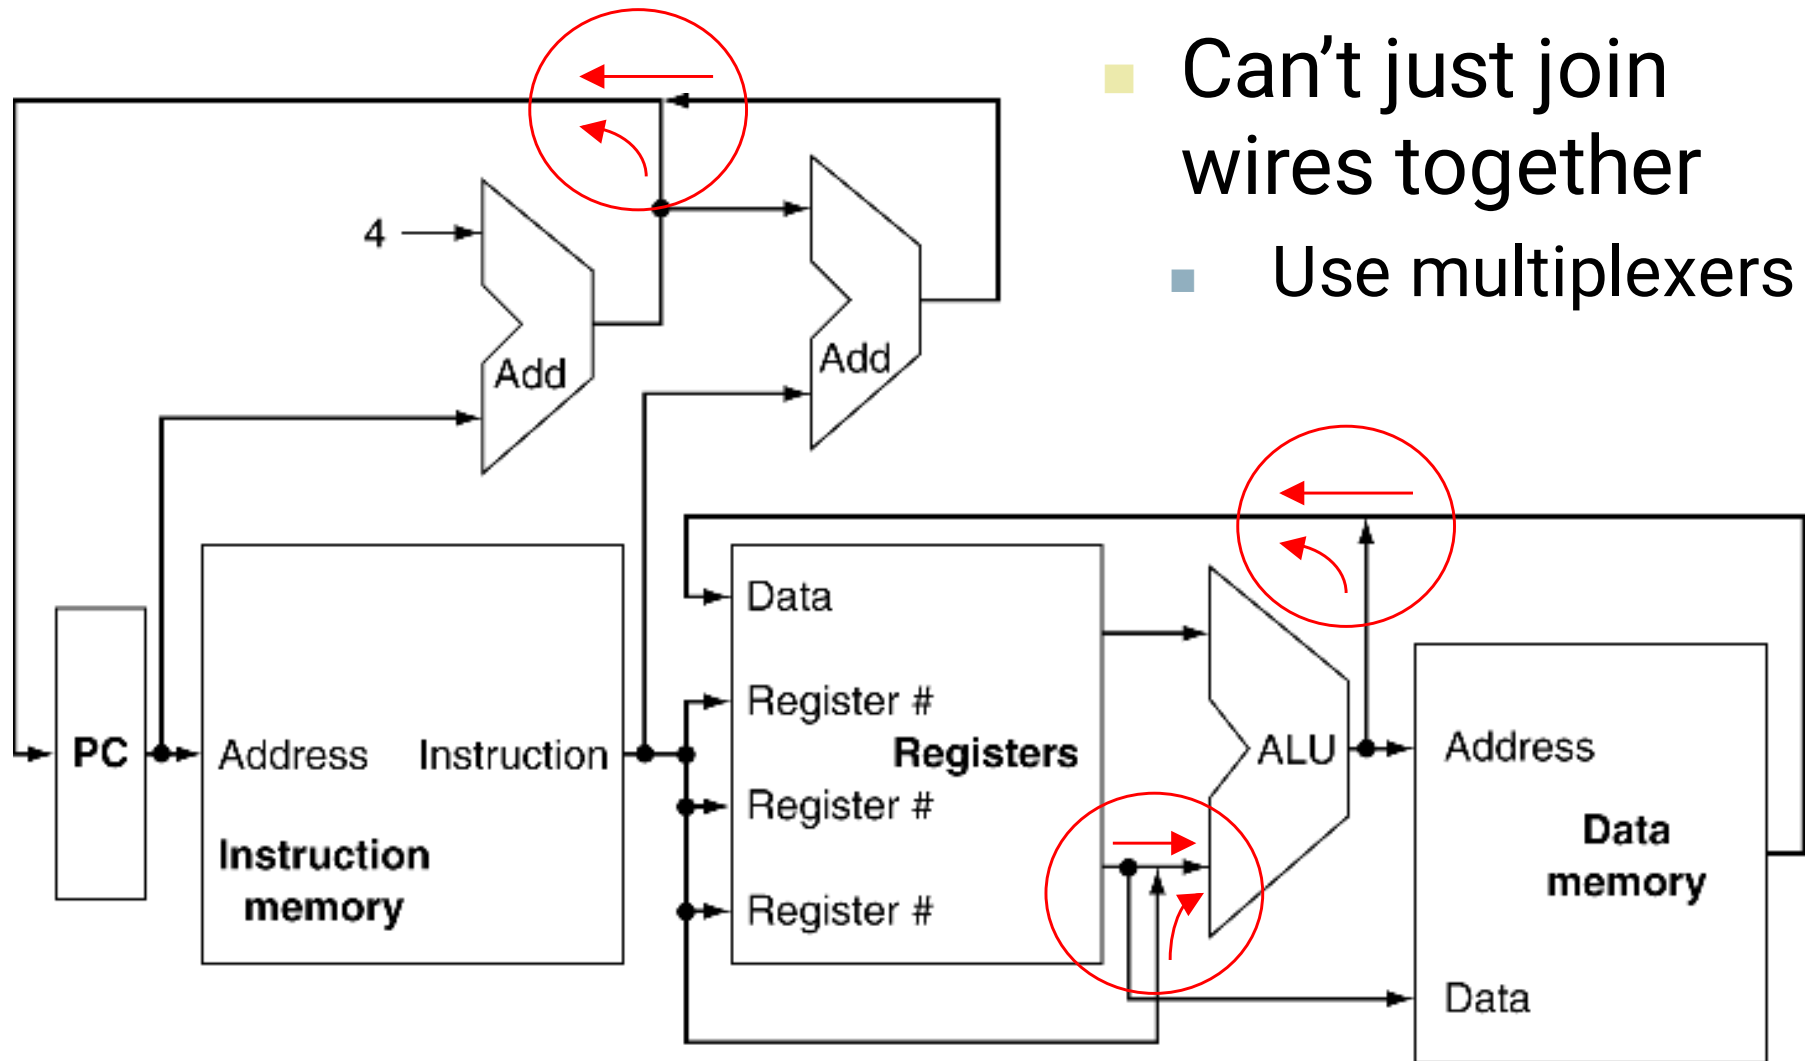 Can't just join
wires together
Use multiplexers
4
Add
Add
Data
Register #
PC
Address
Instruction
Registers
ALU
Address
Register #
Instruction
memory
Data
memory
Register #
Data